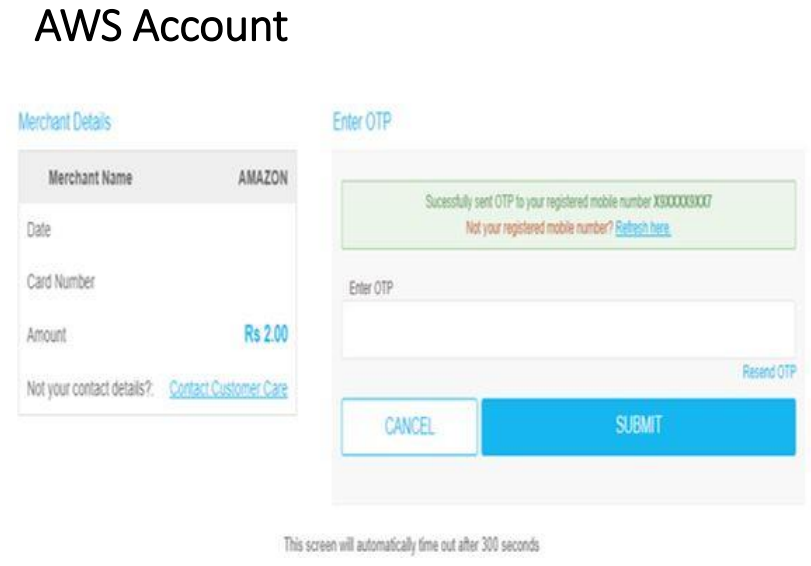 AWS Account
Merchant Details
Merchant Name AMAZON
Date
Card Number
Amount Rs 2.00
Not your contact details?: Contact Customer Care
Enter OTP
Sucessfully sent OTP to your registered mobile number X9XXXX9XX7
Not your registered mobile number? Refresh here.
Enter OTP
Resend OTP
CANCEL SUBMIT
This screen will automatically time out after 300 seconds